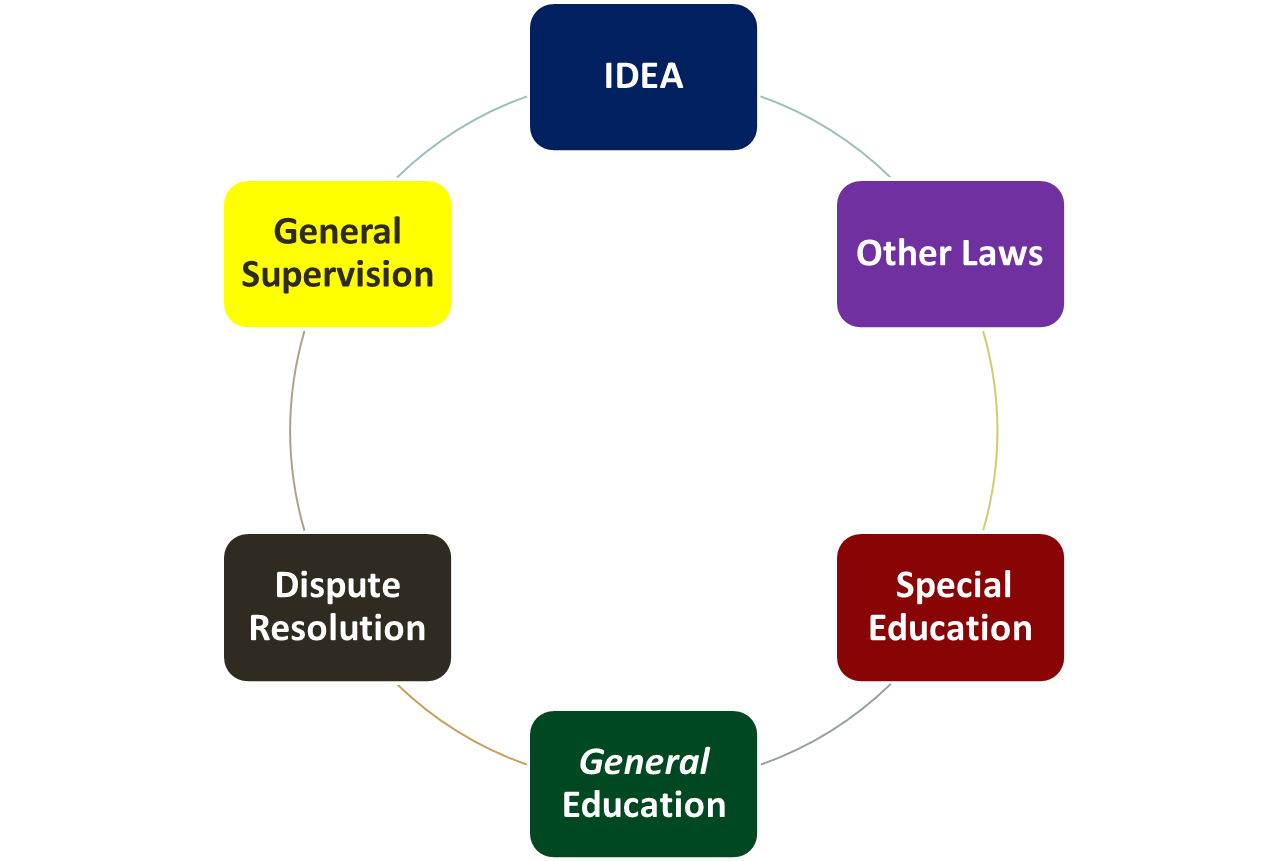 IDEA
Other Laws
Special
Education
General
Education
Dispute
Resolution
General
Supervision